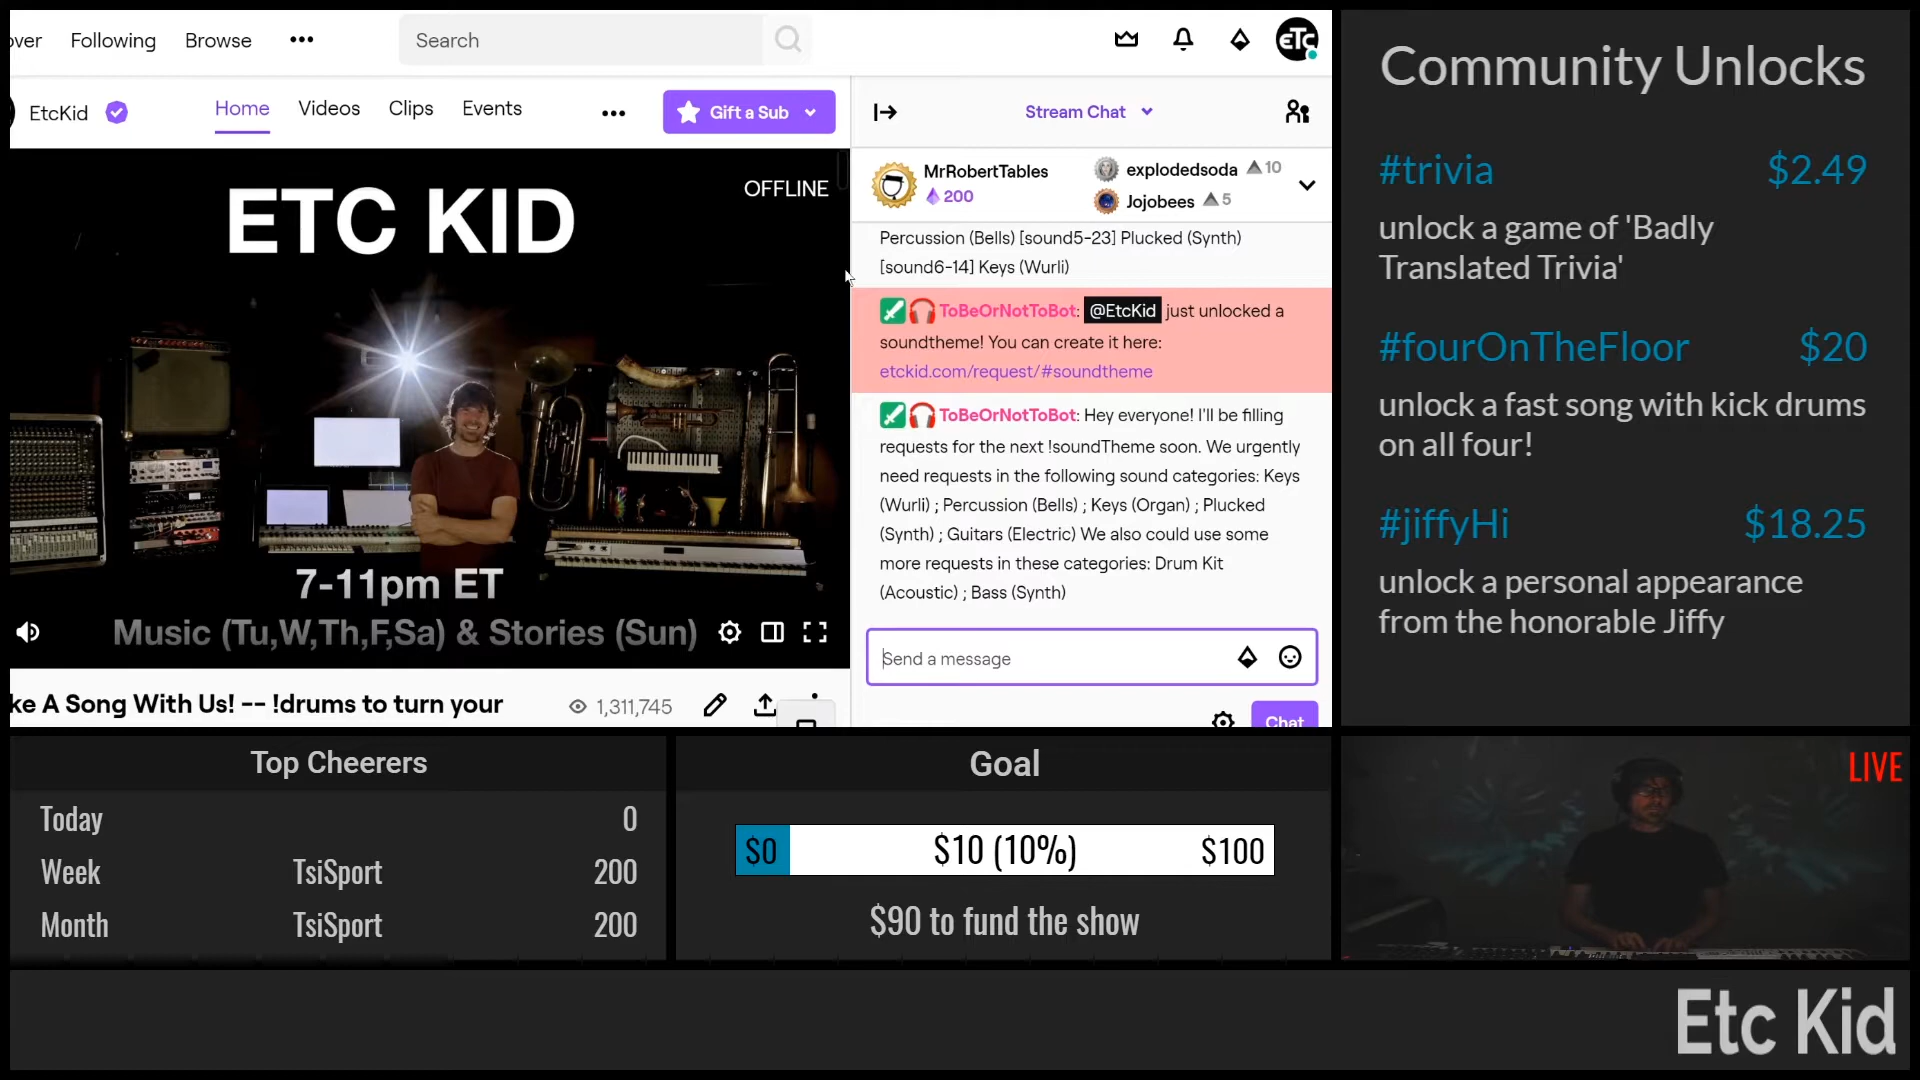 over Following Browse
Search
ETC
EtcKid
Home Videos Clips Events
Gift a Sub
ETC KID
OFFLINE
7-11pm ET
Music (Tu,W,Th,F,Sa) & Stories (Sun)
ke A Song With Us! -- !drums to turn your
1,311,745
Stream Chat
MrRobertTables
200
explodedsoda 10
Jojobees 5
Percussion (Bells) [sound5-23] Plucked (Synth)
[sound6-14] Keys (Wurli)
ToBeOrNotToBot: @EtcKid just unlocked a
soundtheme! You can create it here:
etckid.com/request/#soundtheme
ToBeOrNotToBot: Hey everyone! I'll be filling
requests for the next !soundTheme soon. We urgently
need requests in the following sound categories: Keys
(Wurli) ; Percussion (Bells) ; Keys (Organ) ; Plucked
(Synth) ; Guitars (Electric) We also could use some
more requests in these categories: Drum Kit
(Acoustic) ; Bass (Synth)
Send a message
Chat
Community Unlocks
#trivia $2.49
unlock a game of 'Badly
Translated Trivia'
#fourOnTheFloor $20
unlock a fast song with kick drums
on all four!
#jiffyHi $18.25
unlock a personal appearance
from the honorable Jiffy
Top Cheerers
Today 0
Week TsiSport 200
Month TsiSport 200
Goal
$0 $10 (10%) $100
$90 to fund the show
LIVE
Etc Kid